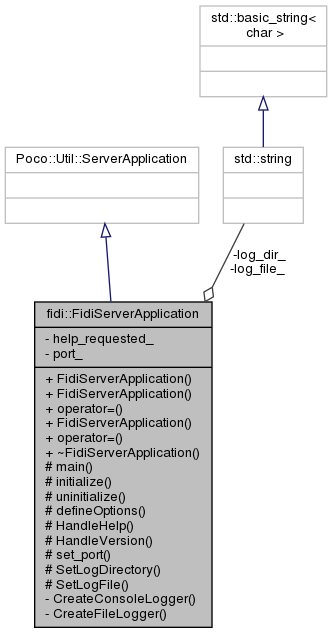 std::basic_string<
char >
Poco::Util::ServerApplication
std::string
-log_dir_
-log_file_
fidi::FidiServerApplication
- help_requested_
- port_
+ FidiServerApplication()
+ FidiServerApplication()
+ operator=()
+ FidiServerApplication()
+ operator=()
+ ~FidiServerApplication()
# main()
# initialize()
# uninitialize()
# defineOptions()
# HandleHelp()
# HandleVersion()
# set_port()
# SetLogDirectory()
# SetLogFile()
- CreateConsoleLogger()
- CreateFileLogger()